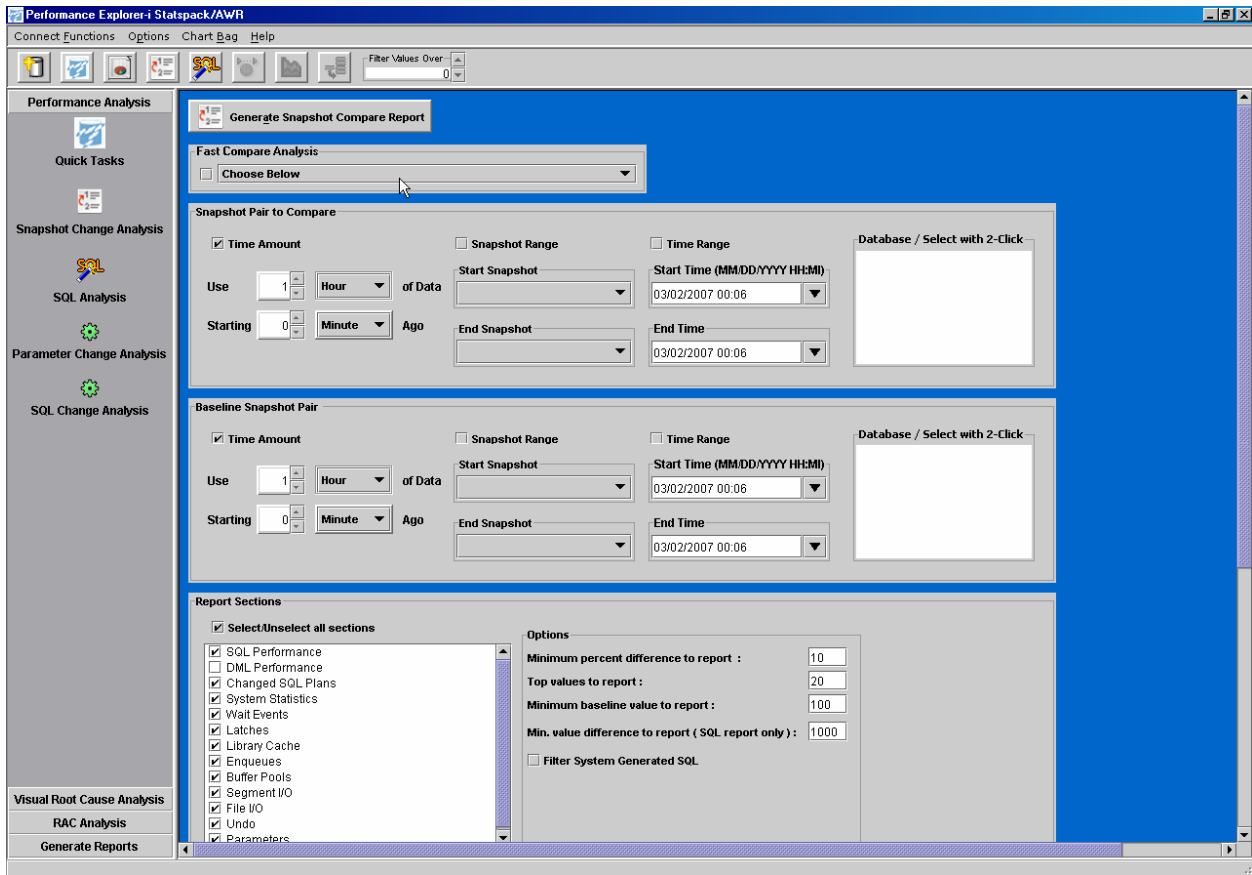 Performance Explorer-i Statspack/AWR
Connect Functions Options Chart Bag Help
Filter Values Over
0
Performance Analysis
Quick Tasks
Snapshot Change Analysis
SQL
SQL Analysis
Parameter Change Analysis
SQL Change Analysis
Visual Root Cause Analysis
RAC Analysis
Generate Reports
Generate Snapshot Compare Report
Fast Compare Analysis
Choose Below
Snapshot Pair to Compare
Time Amount
Use 1 Hour of Data
Starting 0 Minute Ago
Snapshot Range
Start Snapshot
End Snapshot
Time Range
Start Time (MM/DD/YYYY HH:MI)
03/02/2007 00:06
End Time
03/02/2007 00:06
Database / Select with 2-Click
Baseline Snapshot Pair
Time Amount
Use 1 Hour of Data
Starting 0 Minute Ago
Snapshot Range
Start Snapshot
End Snapshot
Time Range
Start Time (MM/DD/YYYY HH:MI)
03/02/2007 00:06
End Time
03/02/2007 00:06
Database / Select with 2-Click
Report Sections
Select/Unselect all sections
SQL Performance
DML Performance
Changed SQL Plans
System Statistics
Wait Events
Latches
Library Cache
Enqueues
Buffer Pools
Segment I/O
File I/O
Undo
Parameters
Options
Minimum percent difference to report : 10
Top values to report : 20
Minimum baseline value to report : 100
Min. value difference to report ( SQL report only ) : 1000
Filter System Generated SQL